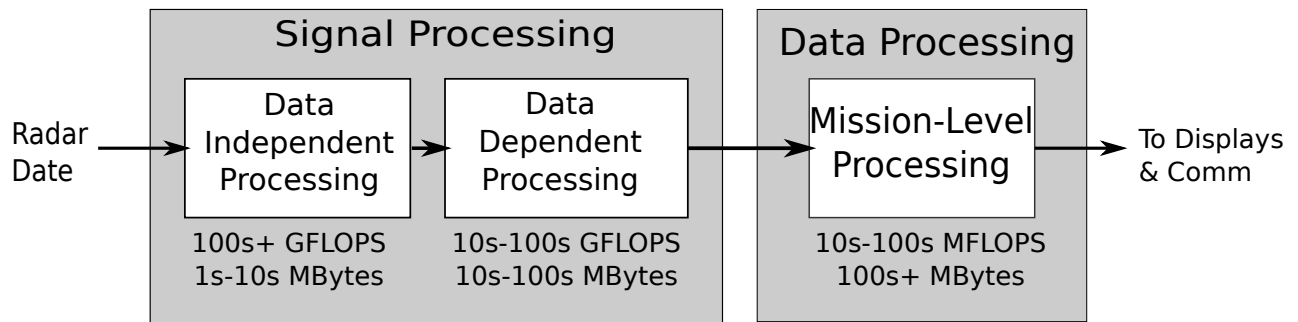 Signal Processing
Data Processing
Radar
Date
Data
Independent
Processing
Data
Dependent
Processing
Mission-Level
Processing
To Displays
& Comm
100s+ GFLOPS
1s-10s MBytes
10s-100s GFLOPS
10s-100s MBytes
10s-100s MFLOPS
100s+ MBytes